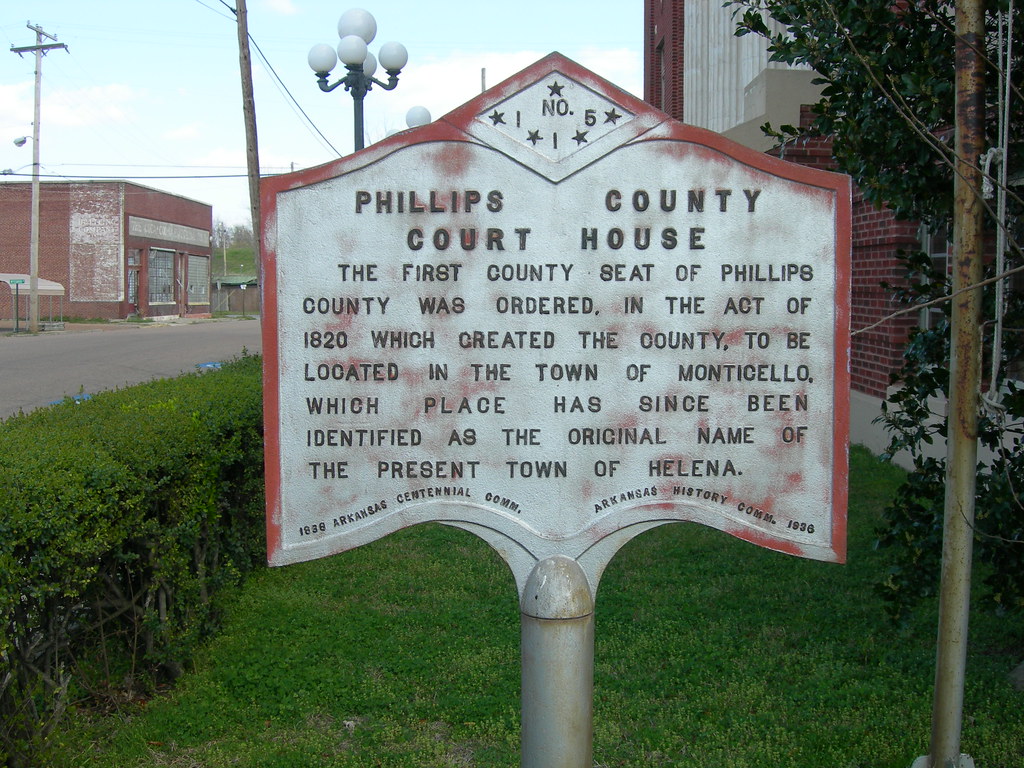 NO.
1 5
1
PHILLIPS COUNTY
COURT HOUSE
THE FIRST COUNTY SEAT OF PHILLIPS
COUNTY WAS ORDERED, IN THE ACT OF
1820 WHICH CREATED THE COUNTY, TO BE
LOCATED IN THE TOWN OF MONTICELLO,
WHICH PLACE HAS SINCE BEEN
IDENTIFIED AS THE ORIGINAL NAME OF
THE PRESENT TOWN OF HELENA.
1836 ARKANSAS CENTENNIAL COMM.
ARKANSAS HISTORY COMM. 1936